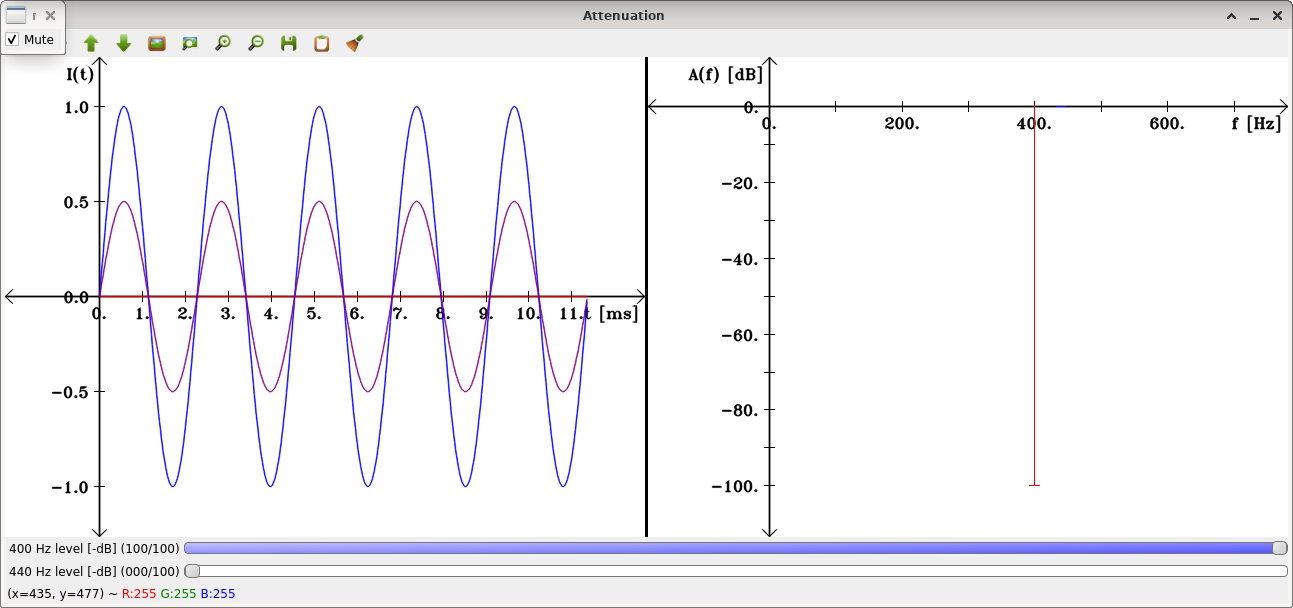 Attenuation
Mute
I(t)
1.0
0.5
0.0
-0.5
-1.0
0. 1. 2. 3. 4. 5. 6. 7. 8. 9. 10. 11. t [ms]
A(f) [dB]
0.
0. 200. 400. 600. f [Hz]
-20.
-40.
-60.
-80.
-100.
400 Hz level [-dB] (100/100)
440 Hz level [-dB] (000/100)
(x=435, y=477) ~ R:255 G:255 B:255